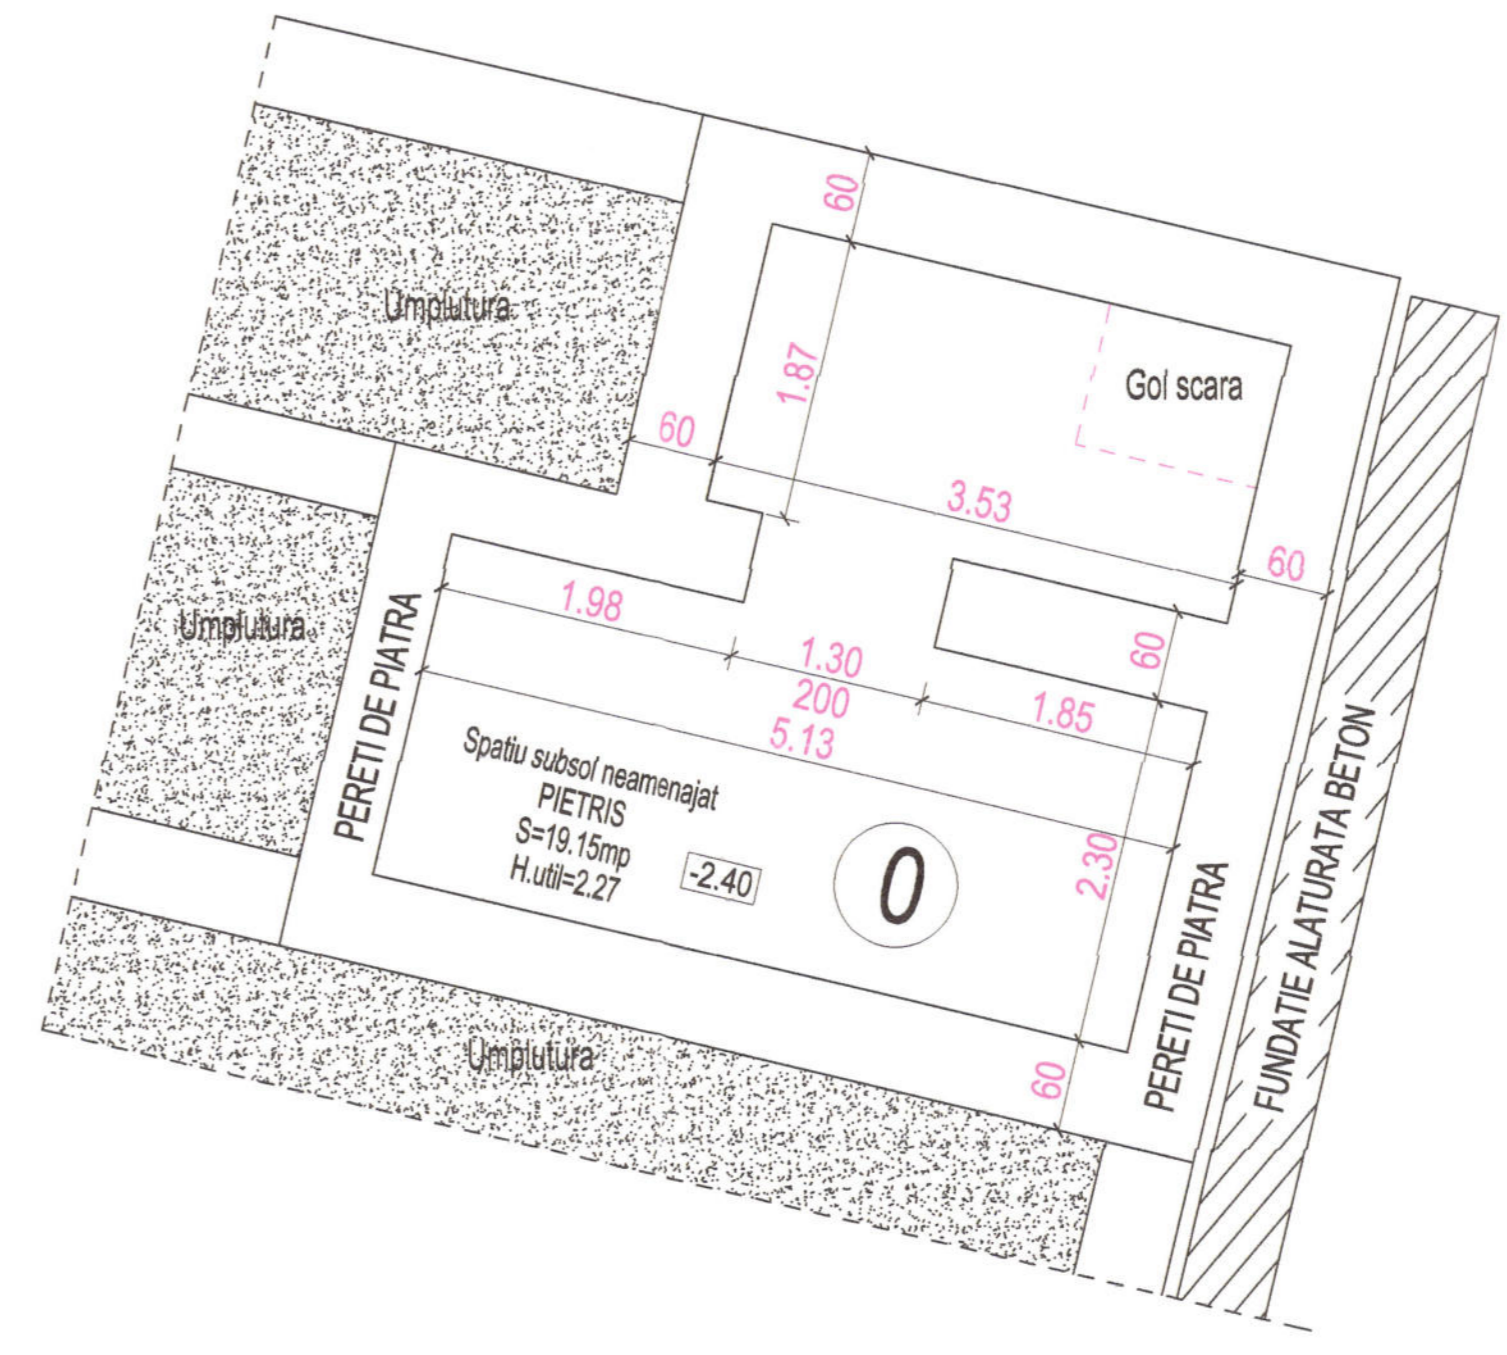 60
Umplutura
1.87
Gol scara
60
3.53
60
1.98
Umplutura
PERETI DE PIATRA
1.30
200
60
1.85
5.13
Spatiu subsol neamenajat
PIETRIS
S=19.15mp
H.util=2.27
-2.40
0
2.30
PERETI DE PIATRA
FUNDATIE ALATURATA BETON
Umplutura
60